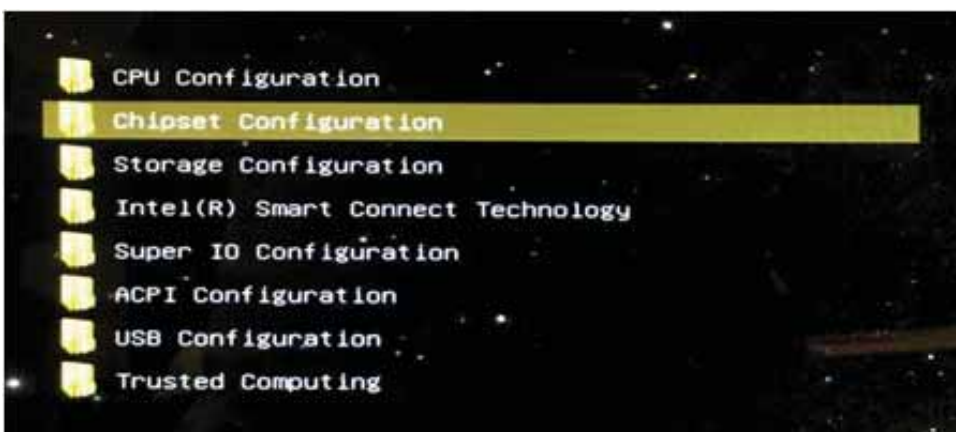 CPU Configuration
Chipset Configuration
Storage Configuration
Intel(R) Smart Connect Technology
Super IO Configuration
ACPI Configuration
USB Configuration
Trusted Computing